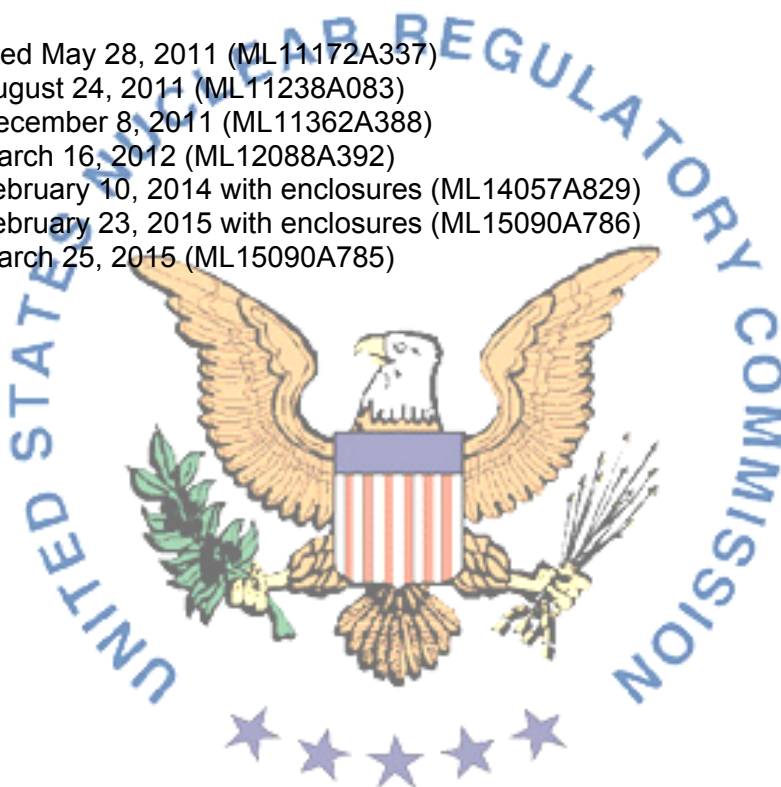 ed May 28, 2011 (ML11172A337)
ugust 24, 2011 (ML11238A083)
ecember 8, 2011 (ML11362A388)
arch 16, 2012 (ML12088A392)
ebruary 10, 2014 with enclosures (ML14057A829)
ebruary 23, 2015 with enclosures (ML15090A786)
arch 25, 2015 (ML15090A785)
UNITED STATES NUCLEAR REGULATORY COMMISSION